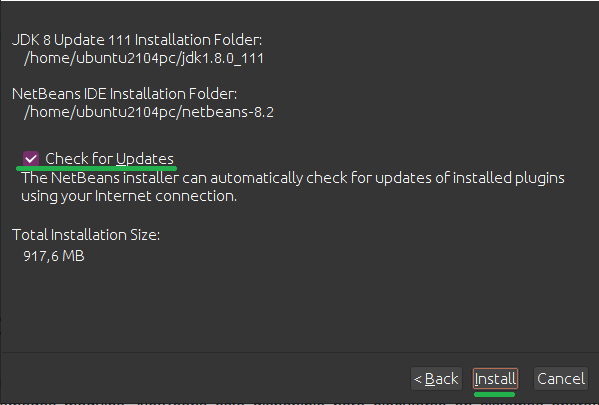 JDK 8 Update 111 Installation Folder:
/home/ubuntu2104pc/jdk1.8.0_111
NetBeans IDE Installation Folder:
/home/ubuntu2104pc/netbeans-8.2
Check for Updates
The NetBeans installer can automatically check for updates of installed plugins
using your Internet connection.
Total Installation Size:
917,6 MB
< Back Install Cancel